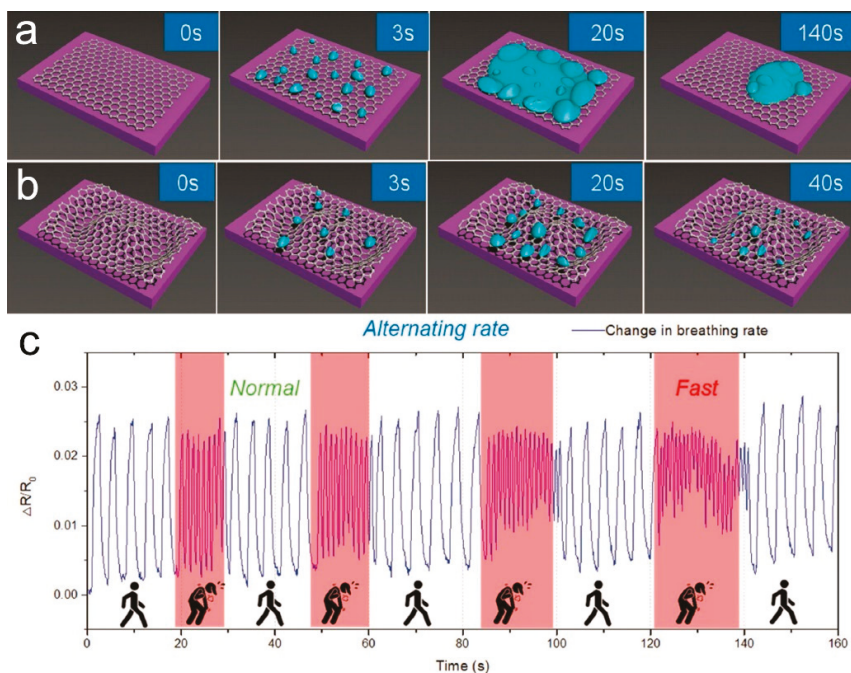 a
0s
3s
20s
140s
b
0s
3s
20s
40s
c
Alternating rate
Change in breathing rate
Normal
Fast
0.03
0.02
0.01
0.00
△R/R₀
0 20 40 60 80 100 120 140 160
Time (s)